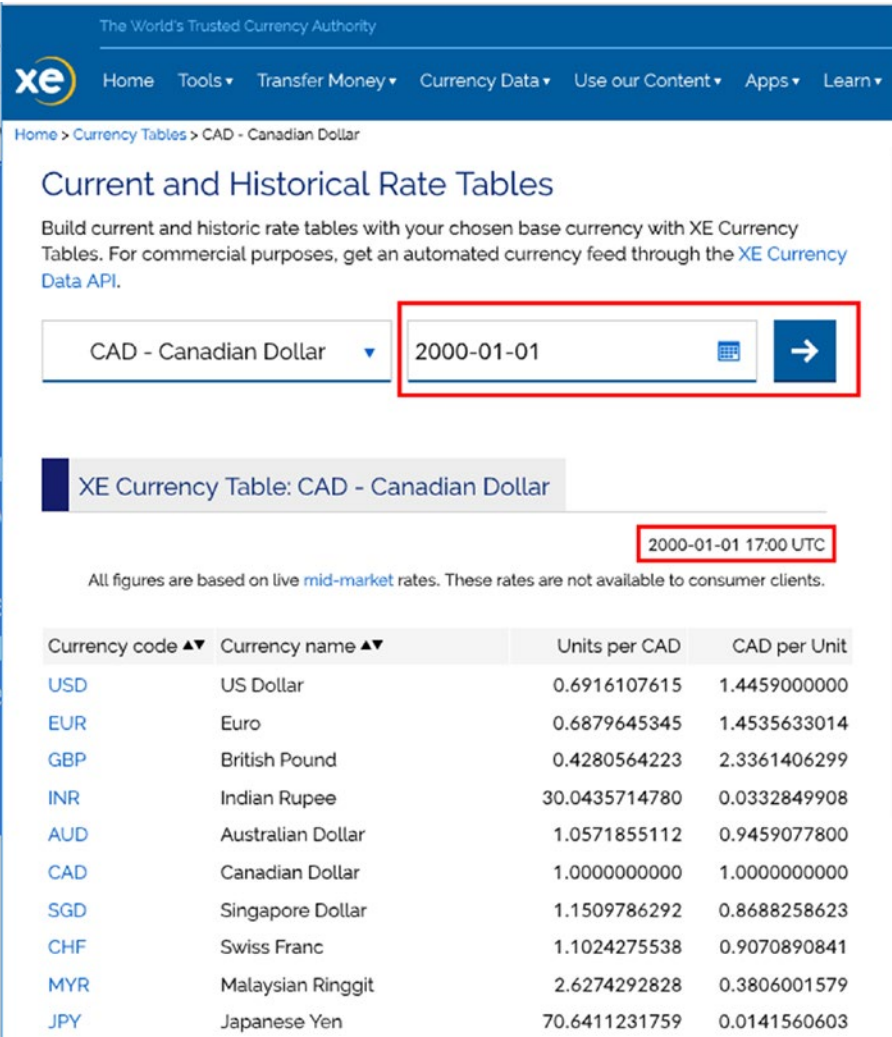 The World's Trusted Currency Authority
xe Home Tools▾ Transfer Money▾ Currency Data▾ Use our Content▾ Apps▾ Learn▾
Home > Currency Tables > CAD - Canadian Dollar
Current and Historical Rate Tables
Build current and historic rate tables with your chosen base currency with XE Currency
Tables. For commercial purposes, get an automated currency feed through the XE Currency
Data API.
CAD - Canadian Dollar ▼ 2000-01-01 →
XE Currency Table: CAD - Canadian Dollar
2000-01-01 17:00 UTC
All figures are based on live mid-market rates. These rates are not available to consumer clients.
Currency code ▲▼ Currency name ▲▼ Units per CAD CAD per Unit
USD US Dollar 0.6916107615 1.4459000000
EUR Euro 0.6879645345 1.4535633014
GBP British Pound 0.4280564223 2.3361406299
INR Indian Rupee 30.0435714780 0.0332849908
AUD Australian Dollar 1.0571855112 0.9459077800
CAD Canadian Dollar 1.0000000000 1.0000000000
SGD Singapore Dollar 1.1509786292 0.8688258623
CHF Swiss Franc 1.1024275538 0.9070890841
MYR Malaysian Ringgit 2.6274292828 0.3806001579
JPY Japanese Yen 70.6411231759 0.0141560603